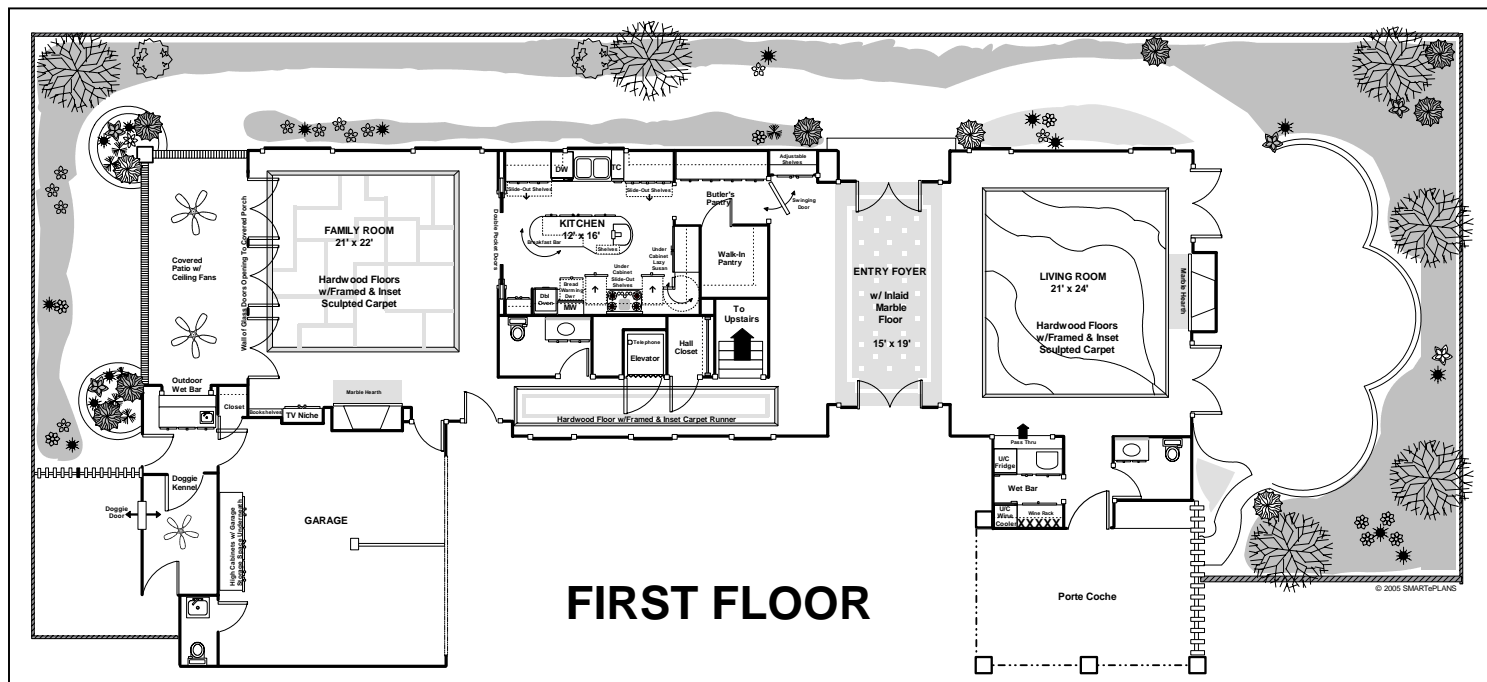 Covered
Patio w/
Ceiling Fans
Wall of Glass Doors Opening To Covered Porch
FAMILY ROOM
21' x 22'
Hardwood Floors
w/Framed & Inset
Sculpted Carpet
Outdoor
Wet Bar
Closet
Bookshelves
TV Niche
Marble Hearth
Double Pocket Doors
DW
TC
Slide-Out Shelves
Slide-Out Shelves
KITCHEN
12' x 16'
Breakfast Bar
Shelves
Under
Cabinet
Lazy
Susan
Under
Cabinet
Slide-Out
Shelves
Bread
Warming
Dwr
Dbl
Oven
MW
Butler's
Pantry
Adjustable
Shelves
Swinging
Door
Walk-In
Pantry
To
Upstairs
Telephone
Elevator
Hall
Closet
Hardwood Floor w/Framed & Inset Carpet Runner
ENTRY FOYER
w/ Inlaid
Marble
Floor
15' x 19'
LIVING ROOM
21' x 24'
Hardwood Floors
w/Framed & Inset
Sculpted Carpet
Marble Hearth
Pass Thru
U/C
Fridge
Wet Bar
U/C
Wine
Cooler
Wine Rack
Doggie
Kennel
Doggie
Door
High Cabinets w/ Garage
Storage Space Underneath
GARAGE
Porte Coche
FIRST FLOOR
© 2005 SMARTePLANS